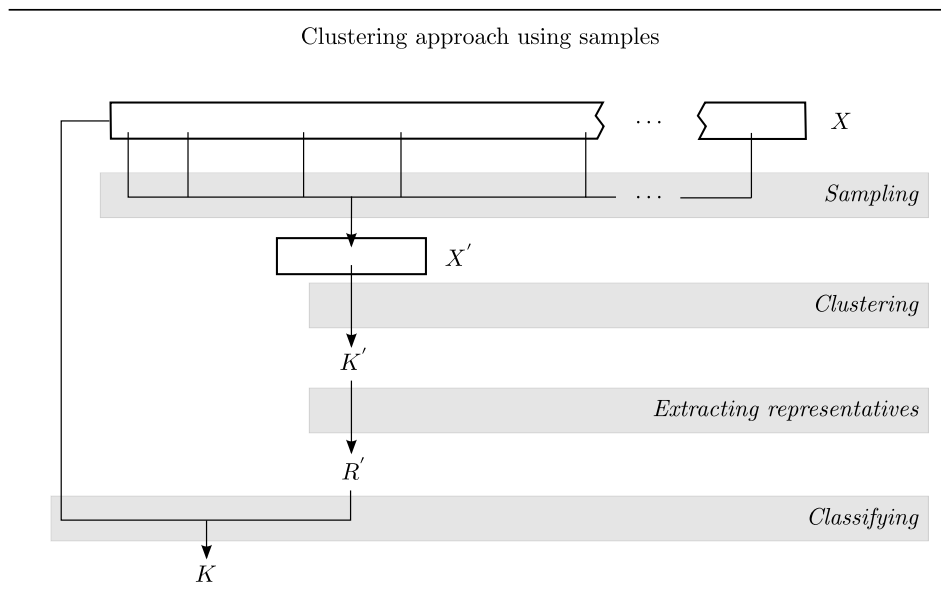 Clustering approach using samples
··· X
Sampling
···
X′
Clustering
K′
Extracting representatives
R′
Classifying
K